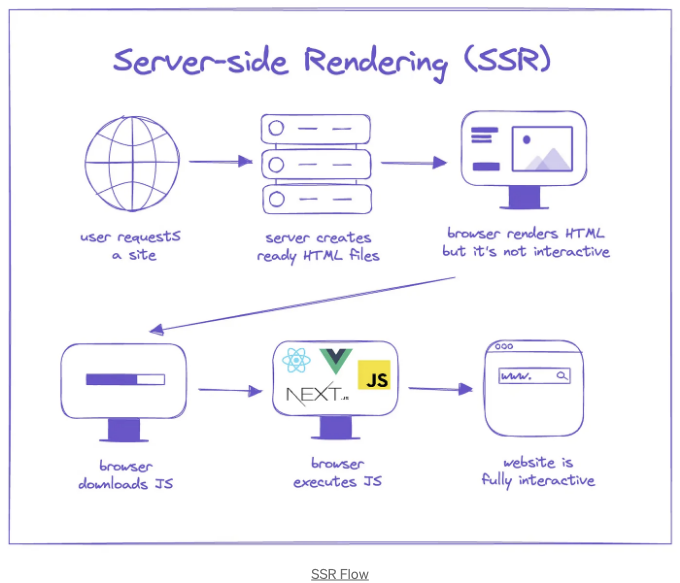 Server-side Rendering (SSR)
user requestS
a site
server creates
ready HTML files
browser renders HTML
but it's not interactive
browser
downloads JS
JS
NEXT.JS
browser
executes JS
www.
website is
fully interactive
SSR Flow